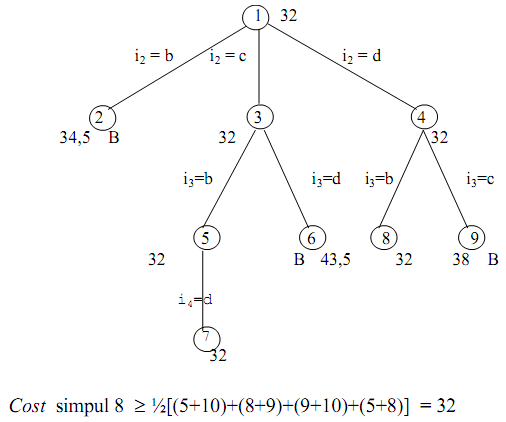 1 32
i₂ = b i₂ = c i₂ = d
2 3 4
34,5 B 32 32
i₃=b i₃=d i₃=b i₃=c
5 6 8 9
32 B 43,5 32 38 B
i₄=d
7
32
Cost simpul 8 ≥ ½[(5+10)+(8+9)+(9+10)+(5+8)] = 32